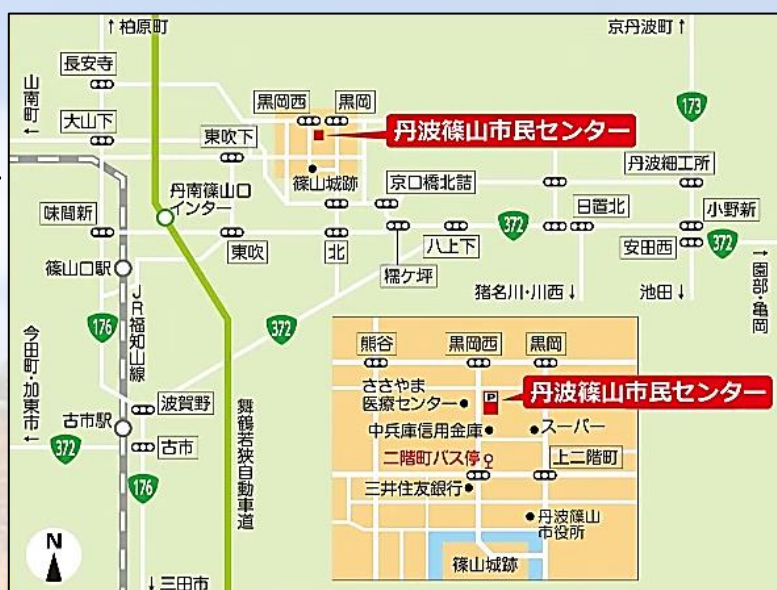 ↑柏原町
京丹波町↑
長安寺
山南町
↓
黒岡西
黒岡
173
大山下
東吹下
丹波篠山市民センター
丹南篠山口
インター
篠山城跡
京口橋北詰
丹波細工所
味間新
東吹
北
糯ケ坪
八上下
372
日置北
小野新
安田西
372
篠山口駅
JR福知山線
猪名川・川西↓
池田↓
→
園部・亀岡
176
372
今田町・加東市
↓
波賀野
古市駅
372
古市
176
舞鶴若狭自動車道
N
↓三田市
熊谷
黒岡西
黒岡
ささやま
医療センター
P
丹波篠山市民センター
中兵庫信用金庫
スーパー
二階町バス停
上二階町
三井住友銀行
丹波篠山
市役所
篠山城跡